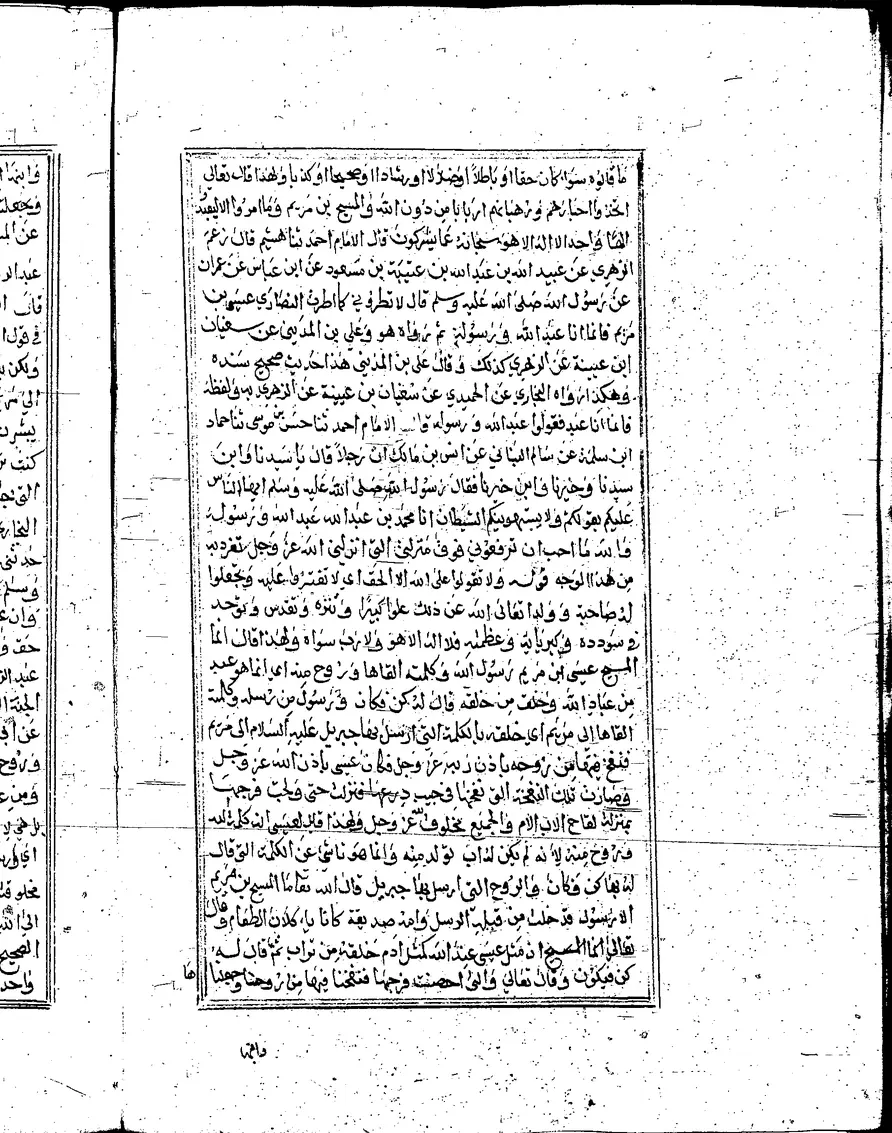 ما قالوه سواء كان حقا او باطلا او ضلالا او رشادا او صحيحا او كذبا ولهذا قال تعالى
اتخذوا احبارهم ورهبانهم اربابا من دون الله والمسيح بن مريم وما امروا الا ليعبدوا
الها واحدا لا اله الا هو سبحانه عما يشركون قال الامام احمد ثنا هشيم قال زعم
الزهري عن عبيد الله بن عبد الله بن عتبة بن مسعود عن ابن عباس عن عمران
عن رسول الله صلى الله عليه وسلم قال لا تطروني كما اطرت النصارى عيسى بن
مريم فانما انا عبد الله ورسوله ثم رواه هو وعلي بن المديني عن سفيان
ابن عيينة عن الزهري كذلك وقال علي بن المديني هذا حديث صحيح سنده
وهكذا رواه البخاري عن الحميدي عن سفيان بن عيينة عن الزهري به ولفظه
فانما انا عبد فقولوا عبد الله ورسوله قال الامام احمد ثنا حسن بن موسى ثنا حماد
ابن سلمة عن البناني عن انس بن مالك ان رجلا قال يا سيدنا وابن
سيدنا وخيرنا وابن خيرنا فقال رسول الله صلى الله عليه وسلم ايها الناس
عليكم بقولكم ولا يستهوينكم الشيطان انا محمد بن عبد الله عبد الله ورسوله
والله ما احب ان ترفعوني فوق منزلتي التي انزلني الله عز وجل تفرد به
من هذا الوجه قوله ولا تقولوا على الله الا الحق اي لا تفتروا عليه وتجعلوا
له صاحبة وولدا تعالى الله عن ذلك علوا كبيرا وتنزه وتقدس وتوحد
في سودده وكبريائه وعظمته فلا اله الا هو ولا رب سواه ولهذا قال انما
المسيح عيسى ابن مريم رسول الله وكلمته القاها وروح منه اي انما هو عبد
من عباد الله وخلق من خلقه قال له كن فكان ورسول من رسله وكلمته
القاها الى مريم اي خلقه بالكلمة التي ارسل بها جبريل عليه السلام الى مريم
فنفخ فيها من روحه باذن ربه عز وجل فكان عيسى باذن الله عز وجل
وصارت تلك النفخة التي نفخها في جيب درعها فنزلت حتى ولجت فرجها
بمنزلة لقاح الاب الام والجميع مخلوق الله عز وجل ولهذا قال لعيسى انه كلمة الله
وروح منه لانه لم يكن له اب تولد منه وانما هو ناشئ عن الكلمة التي قال
له بها كن فكان والروح التي ارسل بها جبريل قال الله تعالى ما المسيح بن مريم
الا رسول قد خلت من قبله الرسل وامه صديقة كانا ياكلان الطعام وقال
تعالى انما المسيح ان مثل عيسى عند الله كمثل ادم خلقه من تراب ثم قال له
كن فيكون وقال تعالى والتي احصنت فرجها فنفخنا فيها من روحنا وجعلنا
ها
وابنها